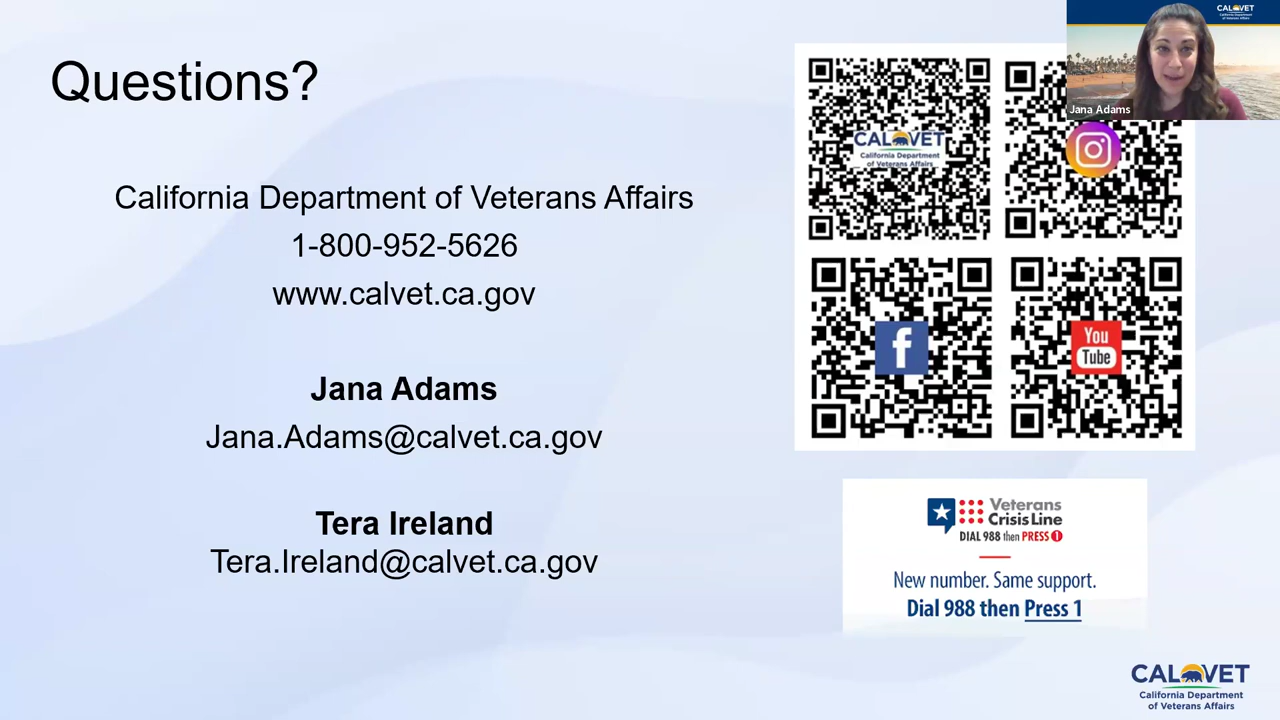 Questions?
California Department of Veterans Affairs
1-800-952-5626
www.calvet.ca.gov
Jana Adams
Jana.Adams@calvet.ca.gov
Tera Ireland
Tera.Ireland@calvet.ca.gov
CALVET
California Department
of Veterans Affairs
f
You
Tube
CALVET
California Department
of Veterans Affairs
Jana Adams
Veterans
Crisis Line
DIAL 988 then PRESS 1
New number. Same support.
Dial 988 then Press 1
CALVET
California Department
of Veterans Affairs